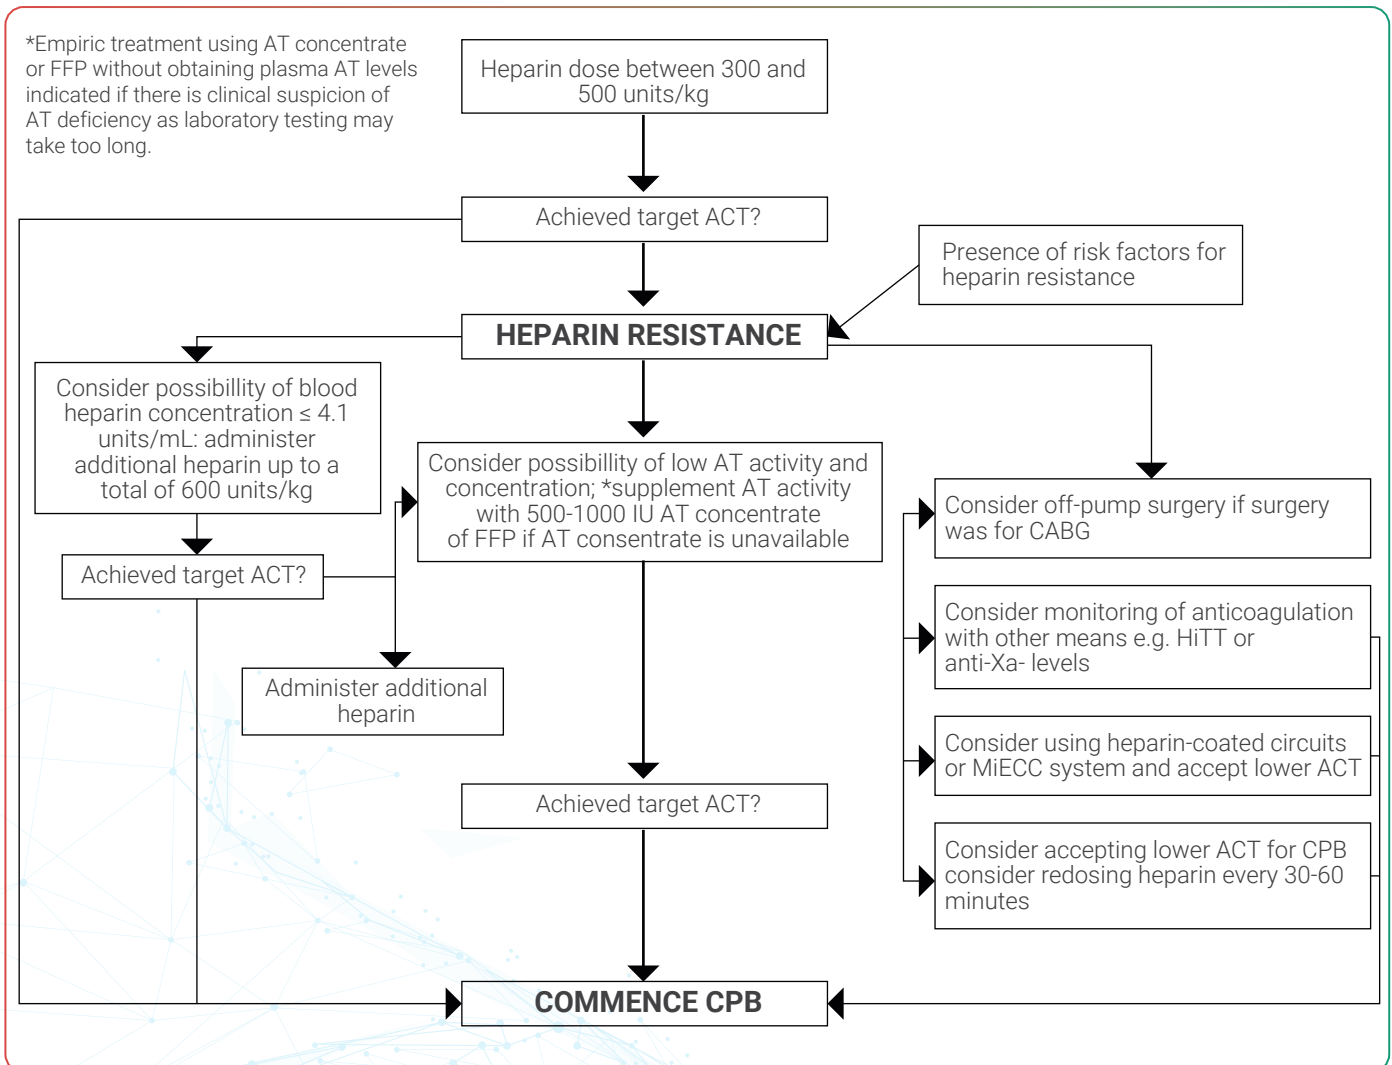 *Empiric treatment using AT concentrate
or FFP without obtaining plasma AT levels
indicated if there is clinical suspicion of
AT deficiency as laboratory testing may
take too long.
Heparin dose between 300 and
500 units/kg
Achieved target ACT?
Presence of risk factors for
heparin resistance
HEPARIN RESISTANCE
Consider possibillity of blood
heparin concentration ≤ 4.1
units/mL: administer
additional heparin up to a
total of 600 units/kg
Consider possibillity of low AT activity and
concentration; *supplement AT activity
with 500-1000 IU AT concentrate
of FFP if AT consentrate is unavailable
Consider off-pump surgery if surgery
was for CABG
Achieved target ACT?
Consider monitoring of anticoagulation
with other means e.g. HiTT or
anti-Xa- levels
Administer additional
heparin
Consider using heparin-coated circuits
or MiECC system and accept lower ACT
Achieved target ACT?
Consider accepting lower ACT for CPB
consider redosing heparin every 30-60
minutes
COMMENCE CPB